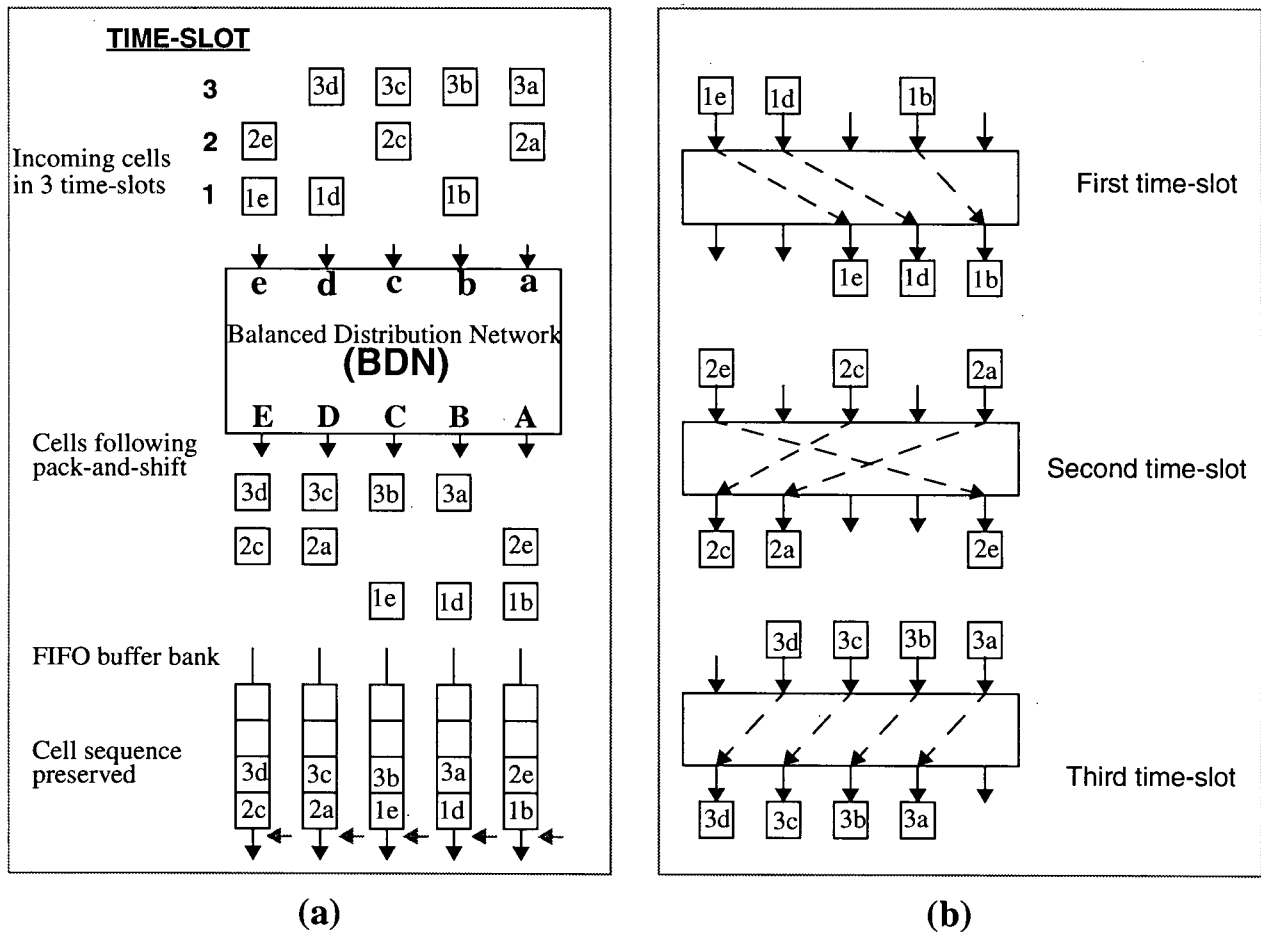 TIME-SLOT
3 3d 3c 3b 3a
2 2e 2c 2a
Incoming cells
in 3 time-slots
1 1e 1d 1b
e d c b a
Balanced Distribution Network
(BDN)
E D C B A
Cells following
pack-and-shift
3d 3c 3b 3a
2c 2a 2e
1e 1d 1b
FIFO buffer bank
Cell sequence
preserved
3d 3c 3b 3a 2e
2c 2a 1e 1d 1b
(a)
1e 1d 1b
First time-slot
1e 1d 1b
2e 2c 2a
Second time-slot
2c 2a 2e
3d 3c 3b 3a
Third time-slot
3d 3c 3b 3a
(b)